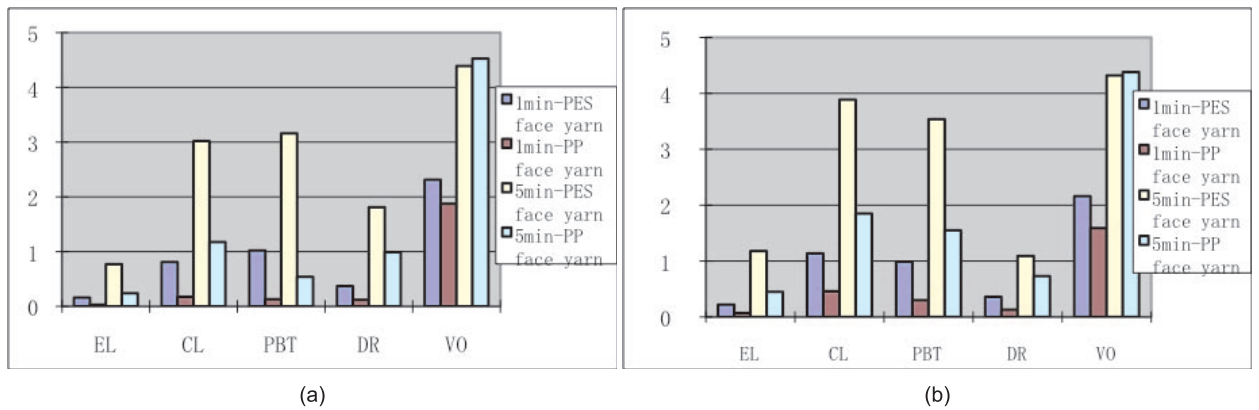 5
4
3
2
1
0
EL CL PBT DR VO
1min-PES
face yarn
1min-PP
face yarn
5min-PES
face yarn
5min-PP
face yarn
(a)
5
4
3
2
1
0
EL CL PBT DR VO
1min-PES
face yarn
1min-PP
face yarn
5min-PES
face yarn
5min-PP
face yarn
(b)